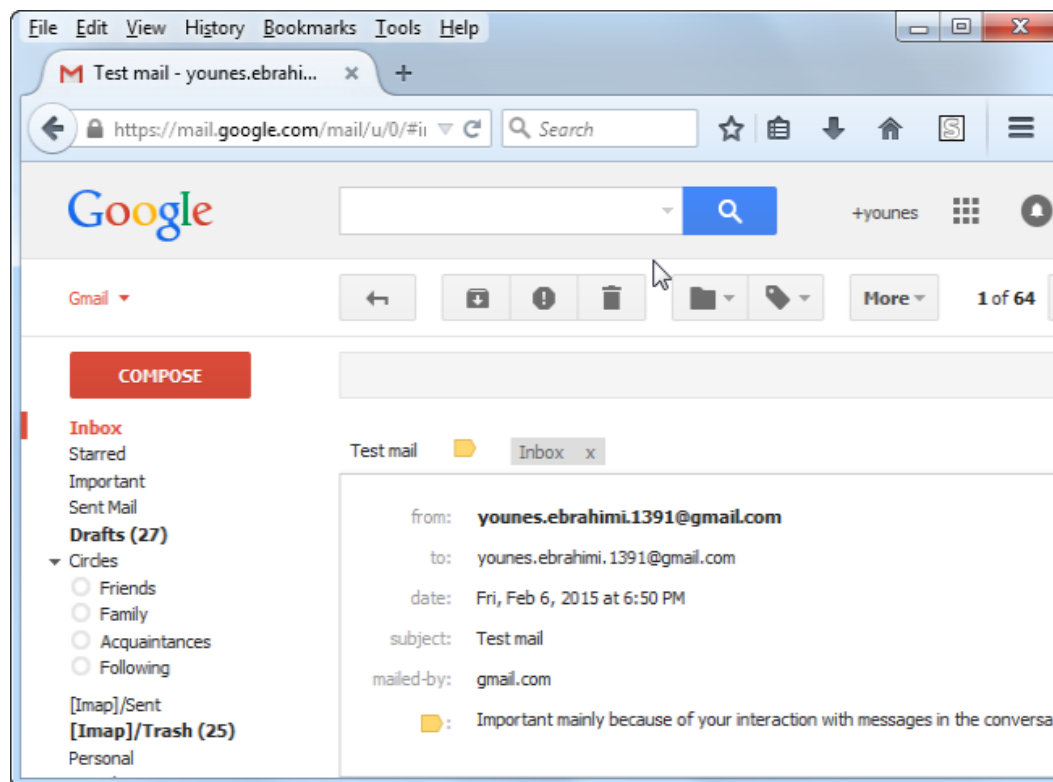 File Edit View History Bookmarks Tools Help
Test mail - younes.ebrahi...
https://mail.google.com/mail/u/0/#i
Search
Google
+younes
Gmail
More
1 of 64
COMPOSE
Inbox
Starred
Important
Sent Mail
Drafts (27)
Circles
Friends
Family
Acquaintances
Following
[Imap]/Sent
[Imap]/Trash (25)
Personal
Test mail
Inbox x
from: younes.ebrahimi.1391@gmail.com
to: younes.ebrahimi.1391@gmail.com
date: Fri, Feb 6, 2015 at 6:50 PM
subject: Test mail
mailed-by: gmail.com
: Important mainly because of your interaction with messages in the conversa